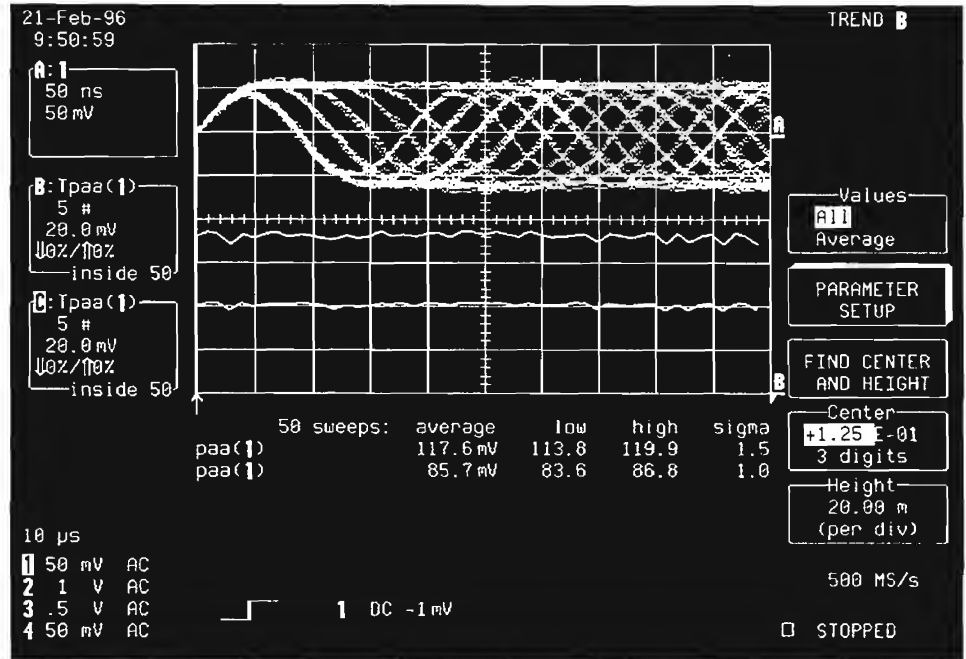 21-Feb-96
9:50:59
TREND B
A:1
50 ns
50 mV
A
B:Tpaa(1)
5 #
20.0 mV
⇓0%/⇑0%
inside 50
C:Tpaa(1)
5 #
20.0 mV
⇓0%/⇑0%
inside 50
B
Values
All
Average
PARAMETER
SETUP
FIND CENTER
AND HEIGHT
Center
+1.25 E-01
3 digits
Height
20.00 m
(per div)
50 sweeps: average low high sigma
paa(1) 117.6 mV 113.8 119.9 1.5
paa(1) 85.7 mV 83.6 86.8 1.0
10 µs
1 50 mV AC
2 1 V AC
3 .5 V AC
4 50 mV AC
1 DC -1 mV
500 MS/s
STOPPED